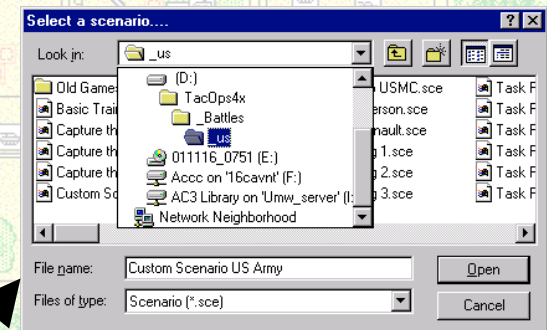 Select a scenario....
Look in: _us
Old Game
(D:)
USMC.sce
Task F
Basic Trai
TacOps4x
erson.sce
Task F
Capture th
_Battles
nault.sce
Task F
Capture th
_us
g 1.sce
Task F
Capture th
011116_0751 (E:)
g 2.sce
Task F
Custom Sc
Accc on '16cavnt' (F:)
g 3.sce
Task F
AC3 Library on 'Umw_server' (I:
Network Neighborhood
File name: Custom Scenario US Army
Open
Files of type: Scenario (*.sce)
Cancel